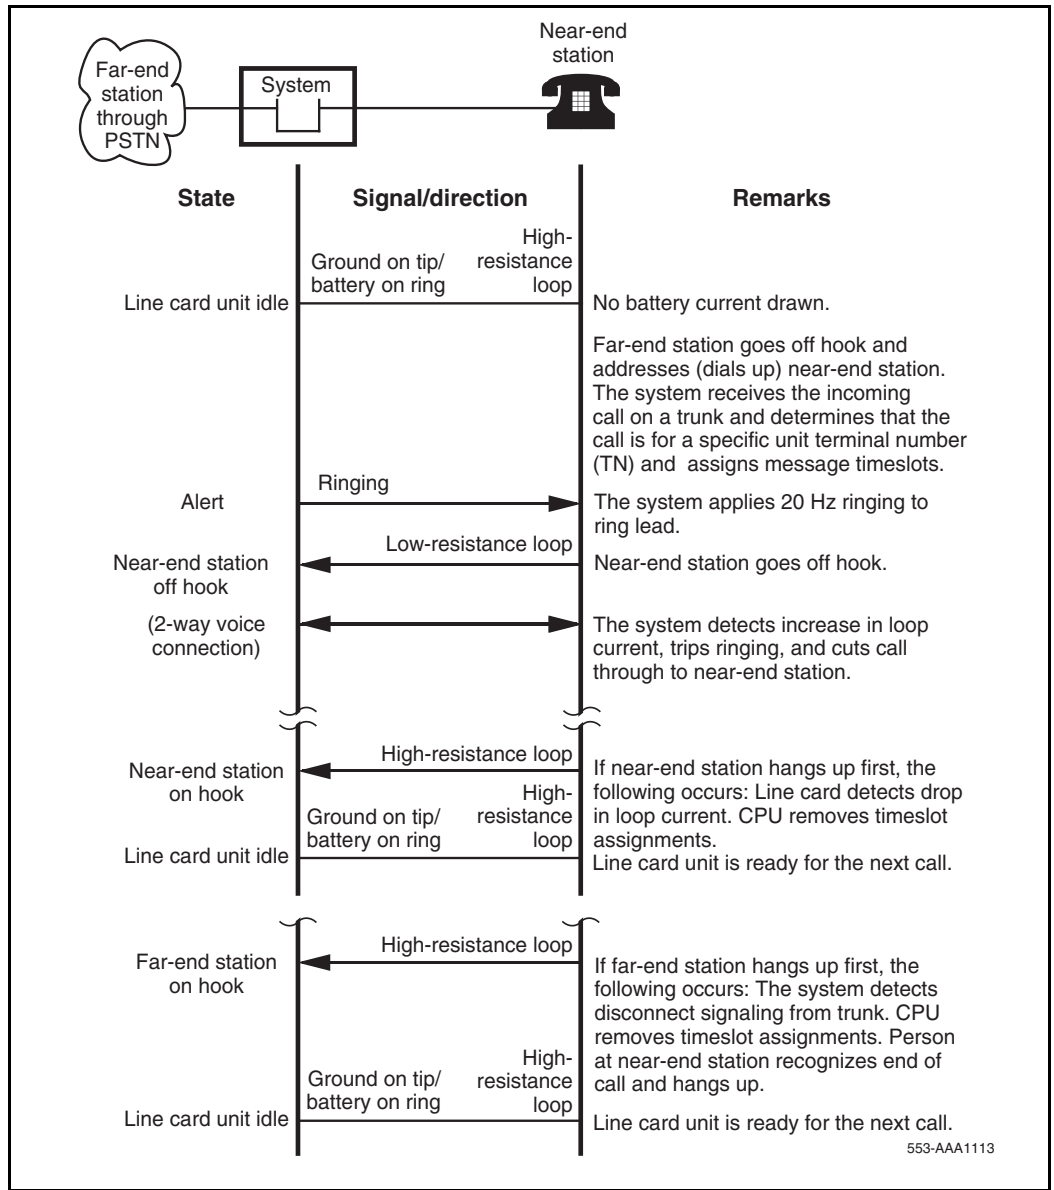 Near-end
station
Far-end
station
through
PSTN
System
State
Signal/direction
Remarks
Ground on tip/
battery on ring
High-
resistance
loop
Line card unit idle
No battery current drawn.
Far-end station goes off hook and
addresses (dials up) near-end station.
The system receives the incoming
call on a trunk and determines that the
call is for a specific unit terminal number
(TN) and assigns message timeslots.
Ringing
Alert
The system applies 20 Hz ringing to
ring lead.
Low-resistance loop
Near-end station
off hook
Near-end station goes off hook.
(2-way voice
connection)
The system detects increase in loop
current, trips ringing, and cuts call
through to near-end station.
High-resistance loop
Near-end station
on hook
If near-end station hangs up first, the
following occurs: Line card detects drop
in loop current. CPU removes timeslot
assignments.
Ground on tip/
battery on ring
High-
resistance
loop
Line card unit idle
Line card unit is ready for the next call.
High-resistance loop
Far-end station
on hook
If far-end station hangs up first, the
following occurs: The system detects
disconnect signaling from trunk. CPU
removes timeslot assignments. Person
at near-end station recognizes end of
call and hangs up.
Ground on tip/
battery on ring
High-
resistance
loop
Line card unit idle
Line card unit is ready for the next call.
553-AAA1113